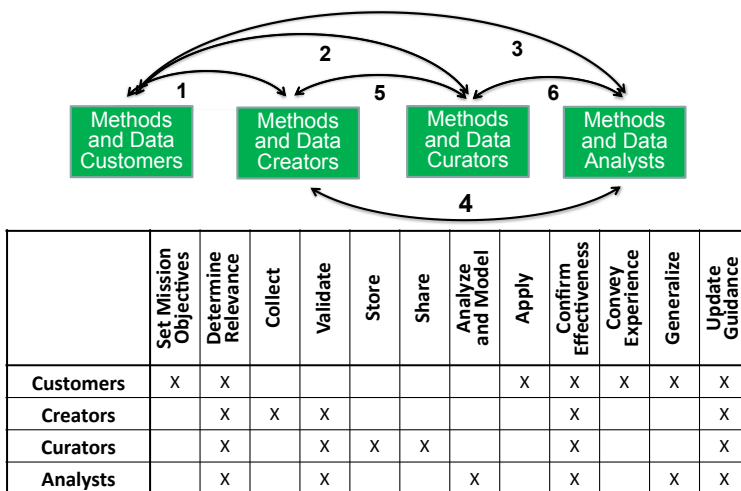 3
2
1
5
6
Methods
and Data
Customers
Methods
and Data
Creators
Methods
and Data
Curators
Methods
and Data
Analysts
4
Set Mission
Objectives
Determine
Relevance
Collect
Validate
Store
Share
Analyze
and Model
Apply
Confirm
Effectiveness
Convey
Experience
Generalize
Update
Guidance
Customers X X X X X X X
Creators X X X X X
Curators X X X X X X
Analysts X X X X X X